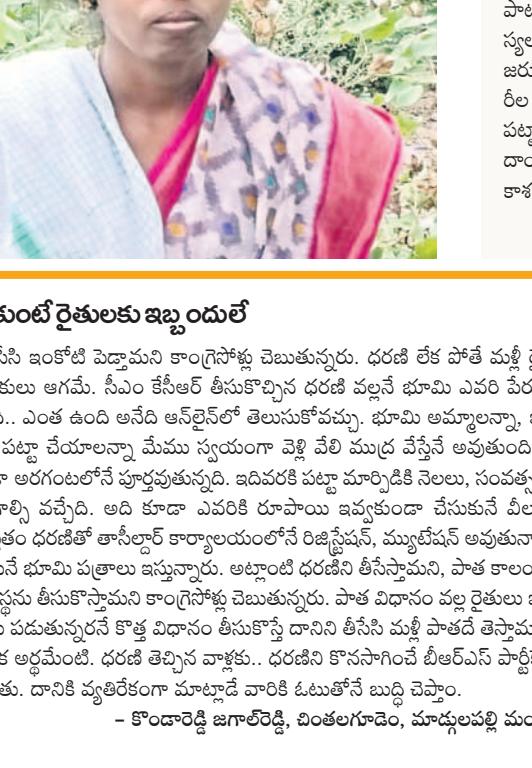 కుంటే రైతులకు ఇబ్బందులే
సి ఇంకోటి పెడ్తామని కాంగ్రెసోళ్లు చెబుతున్నరు. ధరణి లేక పోతే మళ్లీ
కులు ఆగమే. సీఎం కేసీఆర్ తీసుకొచ్చిన ధరణి వల్లనే భూమి ఎవరి పేర
.. ఎంత ఉంది అనేది ఆన్‌లైన్‌లో తెలుసుకోవచ్చు. భూమి అమ్మాలన్నా,
పట్టా చేయాలన్నా మేము స్వయంగా వెళ్లి వేలి ముద్ర వేస్తేనే అవుతుంది
అరగంటలోనే పూర్తవుతున్నది. ఇదివరకి పట్టా మార్పిడికి నెలలు, సంవత్స
ాల్సి వచ్చేది. అది కూడా ఎవరికి రూపాయి ఇవ్వకుండా చేసుకునే వీల
తం ధరణితో తాసీల్దార్ కార్యాలయంలోనే రిజిస్ట్రేషన్, మ్యుటేషన్ అవుతున్నా
నే భూమి పత్రాలు ఇస్తున్నారు. అట్లాంటి ధరణిని తీసేస్తామని, పాత కాలం
స్థను తీసుకొస్తామని కాంగ్రెసోళ్లు చెబుతున్నరు. పాత విధానం వల్ల రైతులు
పడుతున్నరనే కొత్త విధానం తీసుకొస్తే దానిని తీసేసి మళ్లీ పాతదే తెస్తామ
క అర్థమేంటి. ధరణి తెచ్చిన వాళ్లకు.. ధరణిని కొనసాగించే బీఆర్ఎస్ పార్టీకే
తు. దానికి వ్యతిరేకంగా మాట్లాడే వారికి ఓటుతోనే బుద్ధి చెప్తాం.
– కొండారెడ్డి జగాల్‌రెడ్డి, చింతలగూడెం, మాడ్గులపల్లి మం
పాట
స్యల
జరు
రీల
పట్టా
దాం
కాశ